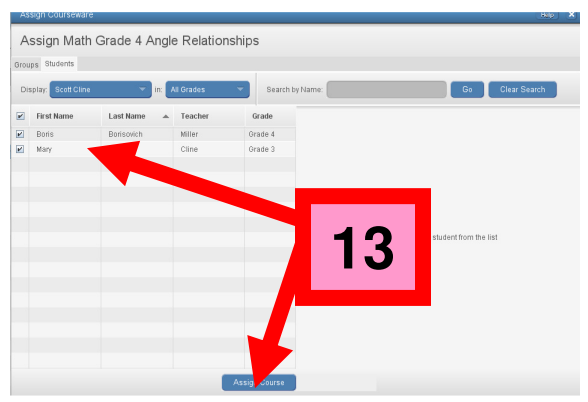 Assign Courseware Help x
Assign Math Grade 4 Angle Relationships
Groups Students
Display: Scott Cline in: All Grades Search by Name: Go Clear Search
First Name Last Name Teacher Grade
Boris Borisovich Miller Grade 4
Mary Cline Grade 3
13
student from the list
Assign Course